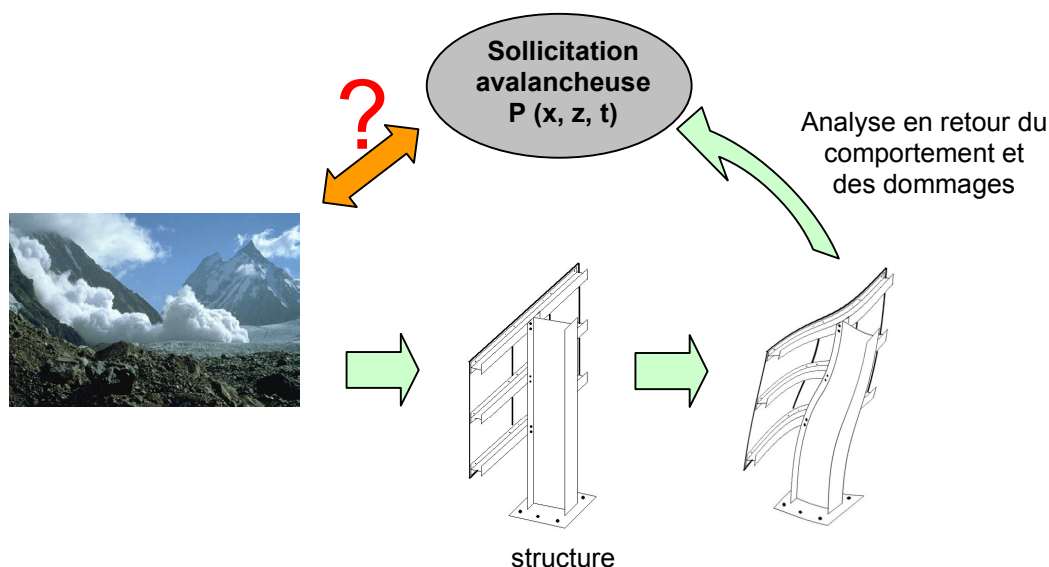 Sollicitation
avalancheuse
P (x, z, t)
?
Analyse en retour du
comportement et
des dommages
structure